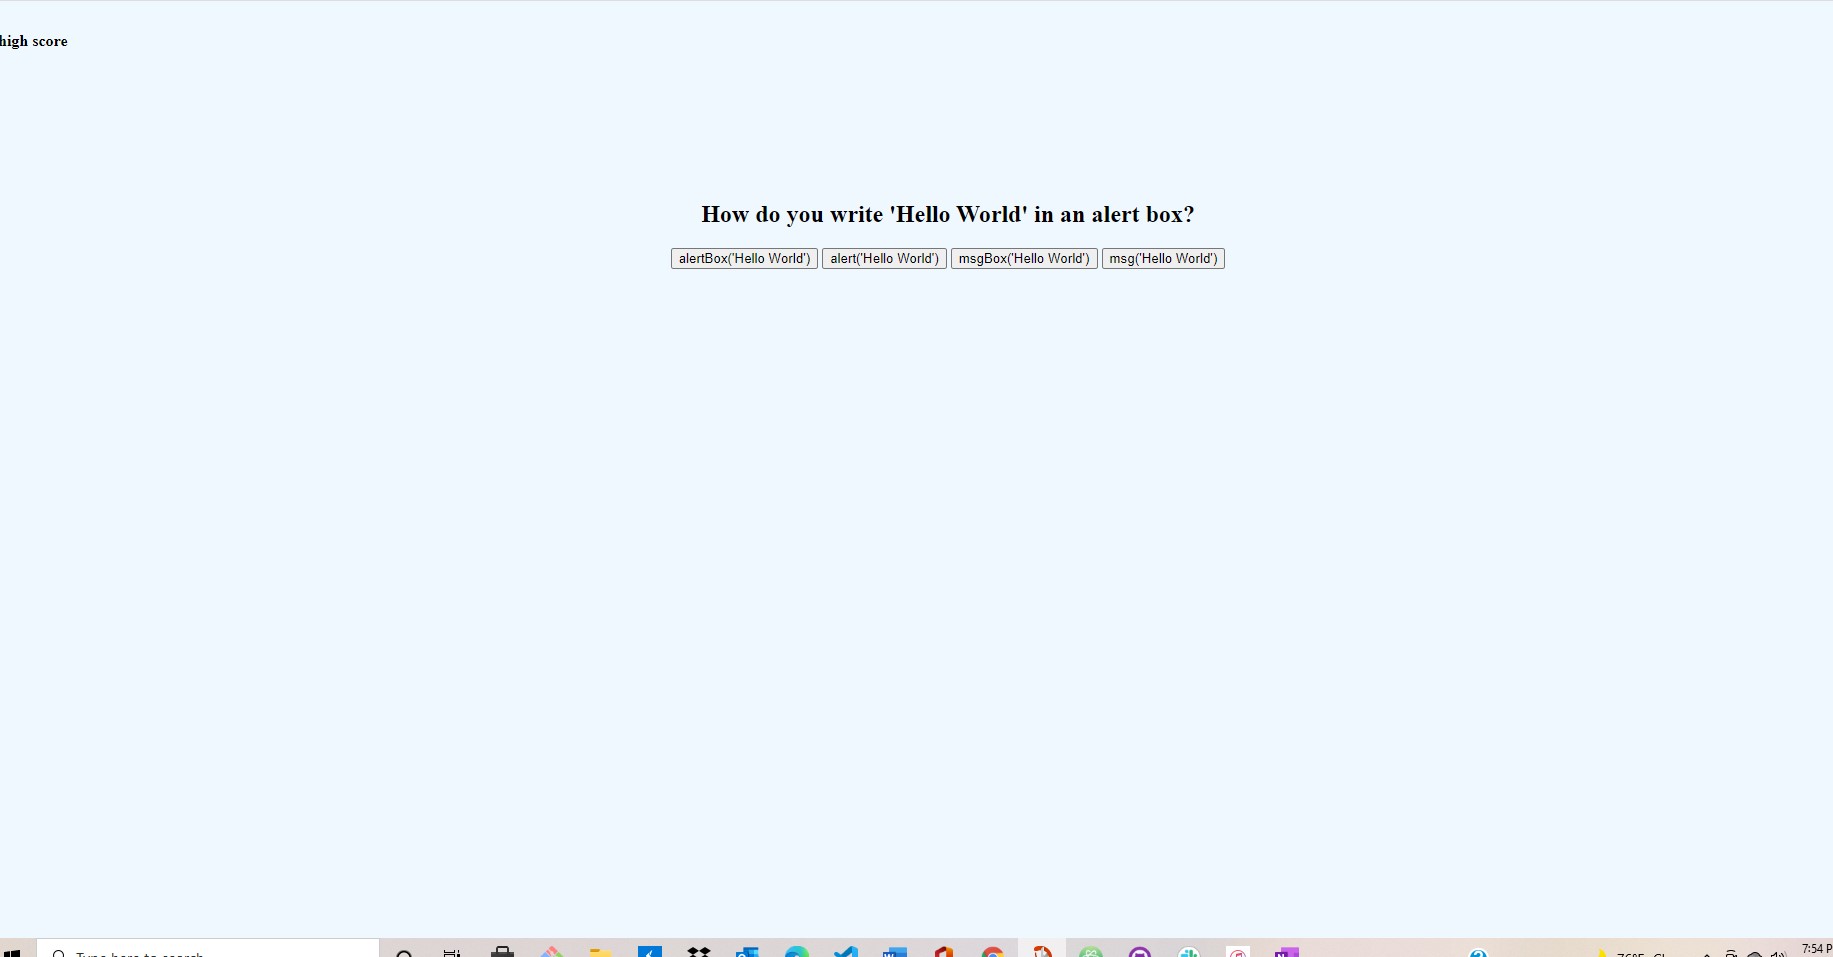 high score
How do you write 'Hello World' in an alert box?
alertBox('Hello World') alert('Hello World') msgBox('Hello World') msg('Hello World')
Type here to search
7:54 P